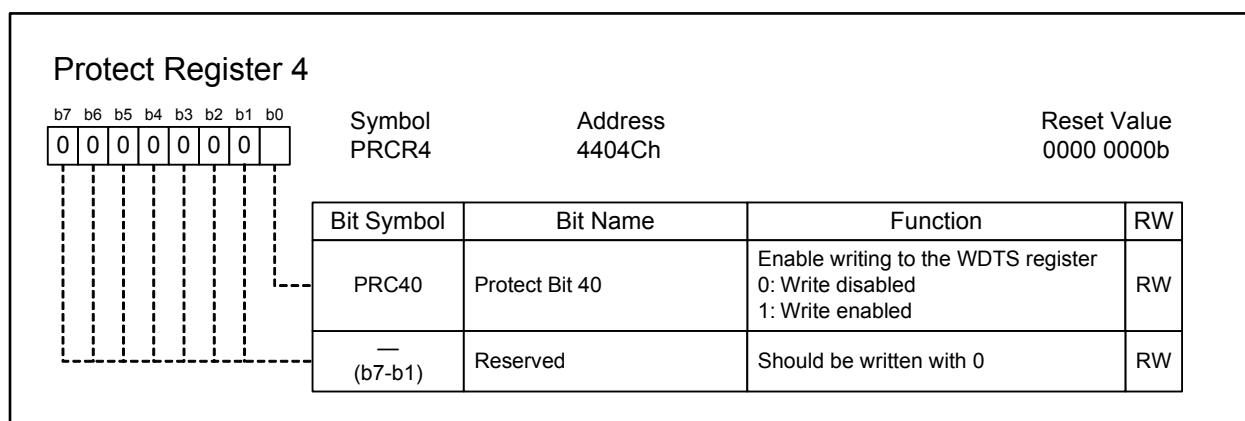 Protect Register 4
b7 b6 b5 b4 b3 b2 b1 b0
0 0 0 0 0 0 0
Symbol Address Reset Value
PRCR4 4404Ch 0000 0000b
Bit Symbol Bit Name Function RW
PRC40 Protect Bit 40 Enable writing to the WDTS register
0: Write disabled
1: Write enabled RW
—
(b7-b1) Reserved Should be written with 0 RW